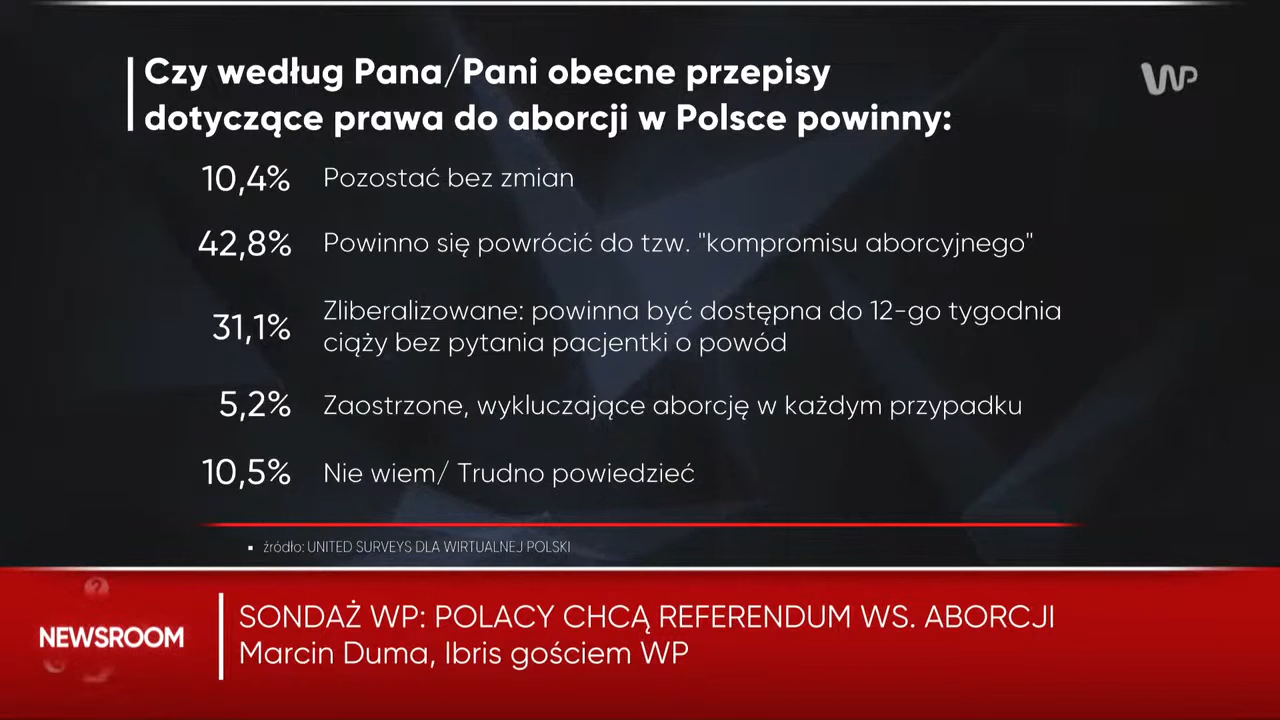 Czy według Pana/Pani obecne przepisy
dotyczące prawa do aborcji w Polsce powinny:
WP
10,4% Pozostać bez zmian
42,8% Powinno się powrócić do tzw. "kompromisu aborcyjnego"
31,1% Zliberalizowane: powinna być dostępna do 12-go tygodnia
ciąży bez pytania pacjentki o powód
5,2% Zaostrzone, wykluczające aborcję w każdym przypadku
10,5% Nie wiem/ Trudno powiedzieć
▪ źródło: UNITED SURVEYS DLA WIRTUALNEJ POLSKI
NEWSROOM
SONDAŻ WP: POLACY CHCĄ REFERENDUM WS. ABORCJI
Marcin Duma, Ibris gościem WP